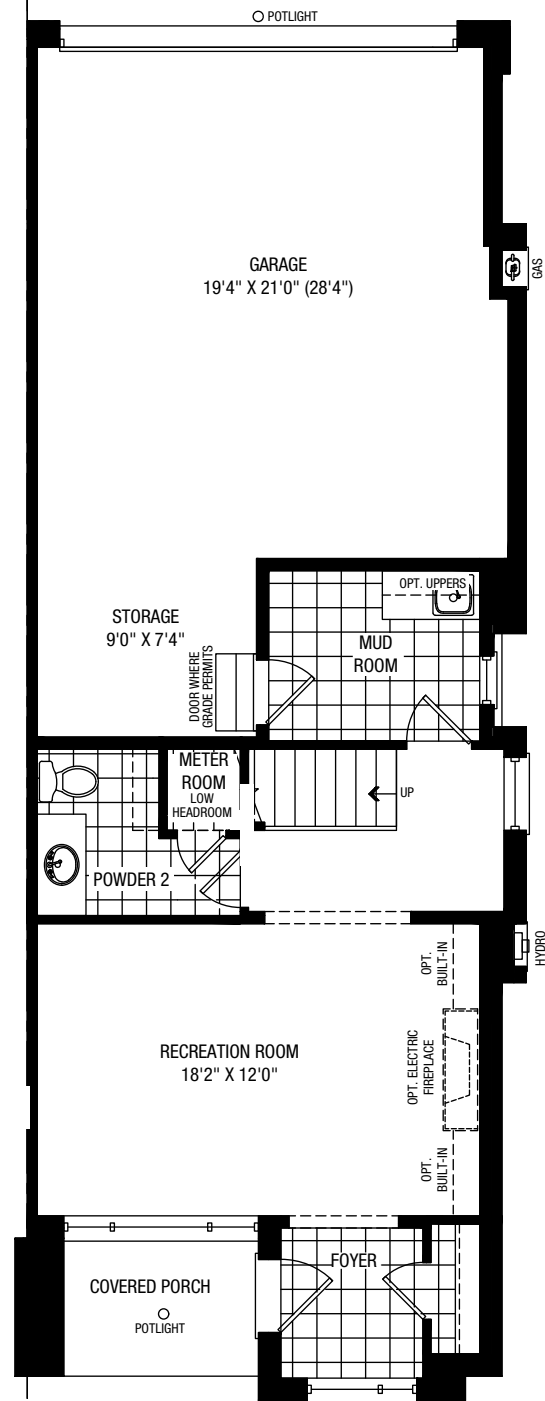 POTLIGHT
GARAGE
19'4" X 21'0" (28'4")
GAS
OPT. UPPERS
STORAGE
9'0" X 7'4"
MUD
ROOM
DOOR WHERE
GRADE PERMITS
METER
ROOM
LOW
HEADROOM
UP
POWDER 2
HYDRO
OPT.
BUILT-IN
RECREATION ROOM
18'2" X 12'0"
OPT. ELECTRIC
FIREPLACE
OPT.
BUILT-IN
FOYER
COVERED PORCH
POTLIGHT